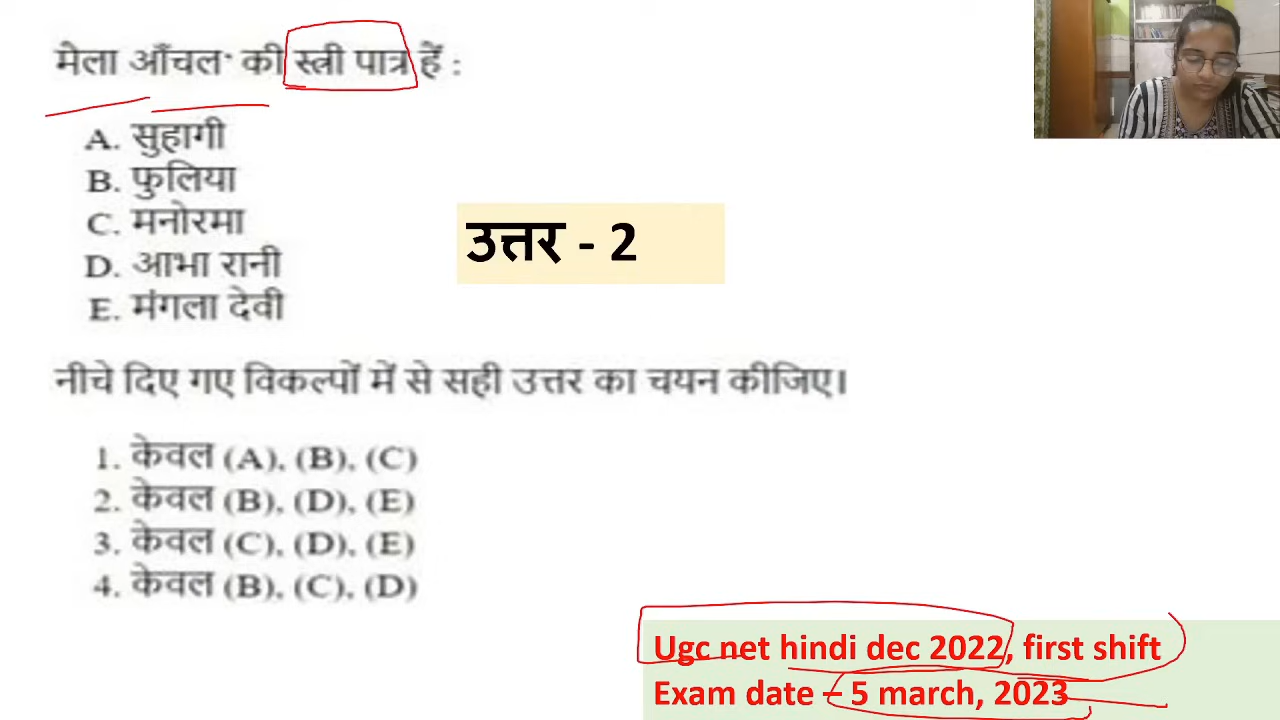 मेला आँचल' की स्त्री पात्र हें :
A. सुहागी
B. फुलिया
C. मनोरमा
D. आभा रानी
E. मंगला देवी
उत्तर - 2
नीचे दिए गए विकल्पों में से सही उत्तर का चयन कीजिए।
1. केवल (A), (B), (C)
2. केवल (B), (D), (E)
3. केवल (C), (D), (E)
4. केवल (B), (C), (D)
Ugc net hindi dec 2022, first shift
Exam date – 5 march, 2023